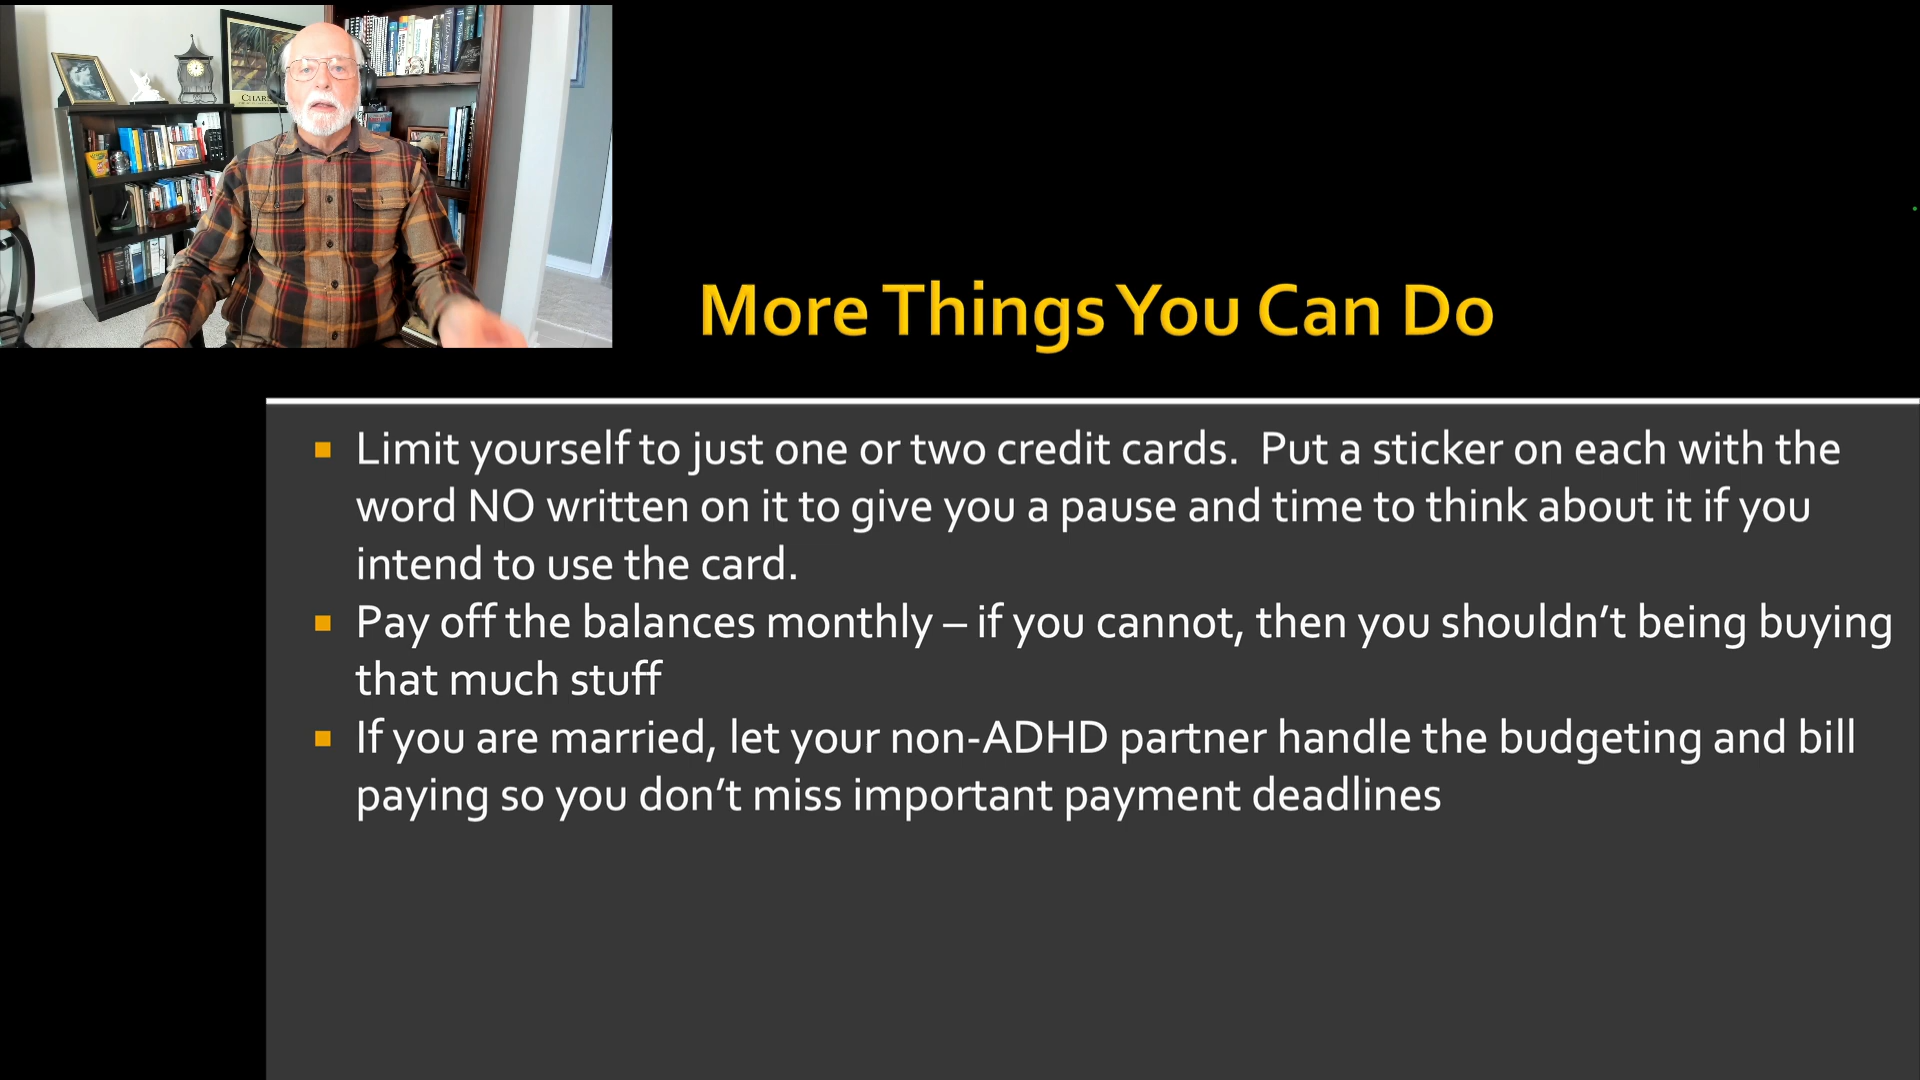 More Things You Can Do
Limit yourself to just one or two credit cards.  Put a sticker on each with the
word NO written on it to give you a pause and time to think about it if you
intend to use the card.
Pay off the balances monthly – if you cannot, then you shouldn’t being buying
that much stuff
If you are married, let your non-ADHD partner handle the budgeting and bill
paying so you don’t miss important payment deadlines